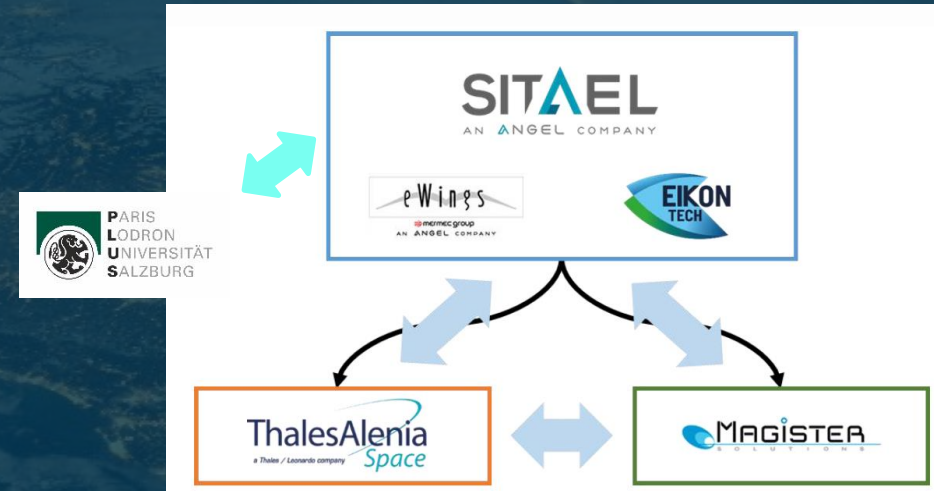 SITAEL
AN ANGEL COMPANY
eWings
mermec group
AN ANGEL COMPANY
EIKON
TECH
PARIS
LODRON
UNIVERSITÄT
SALZBURG
ThalesAlenia
a Thales / Leonardo company
Space
MAGISTER
SOLUTIONS